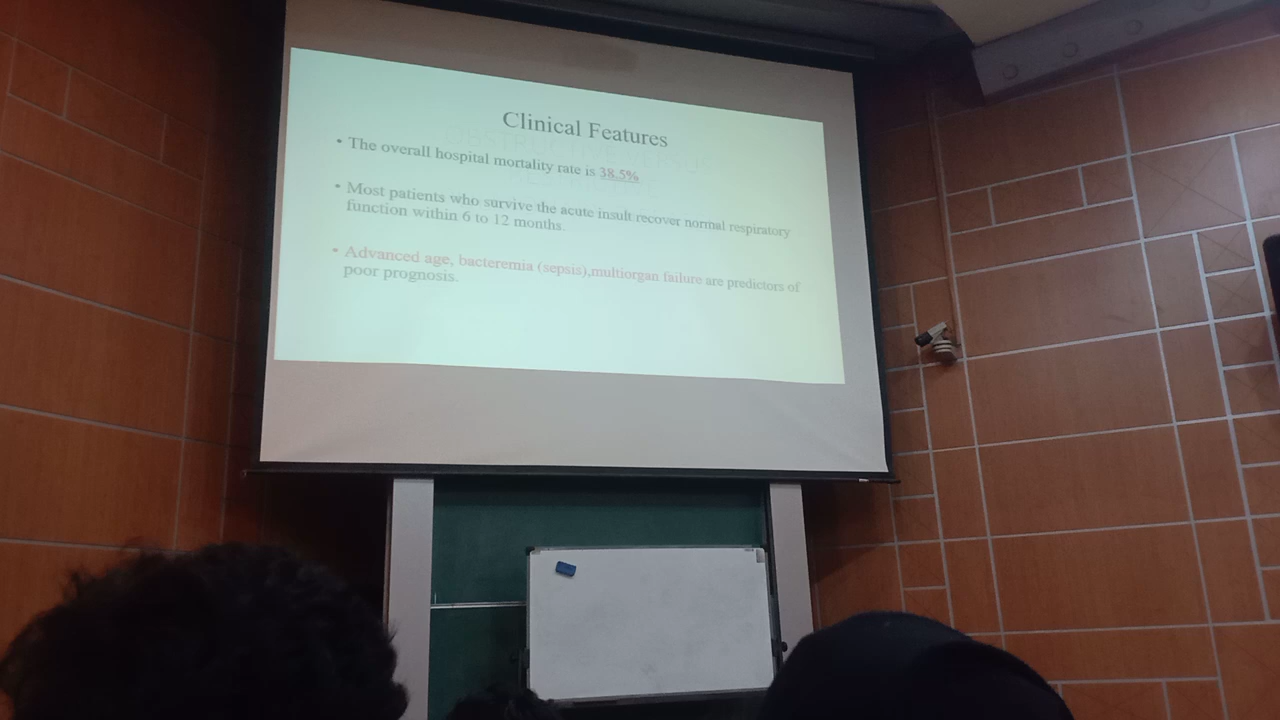 Clinical Features
• The overall hospital mortality rate is 38.5%
• Most patients who survive the acute insult recover normal respiratory
function within 6 to 12 months.
• Advanced age, bacteremia (sepsis),multiorgan failure are predictors of
poor prognosis.